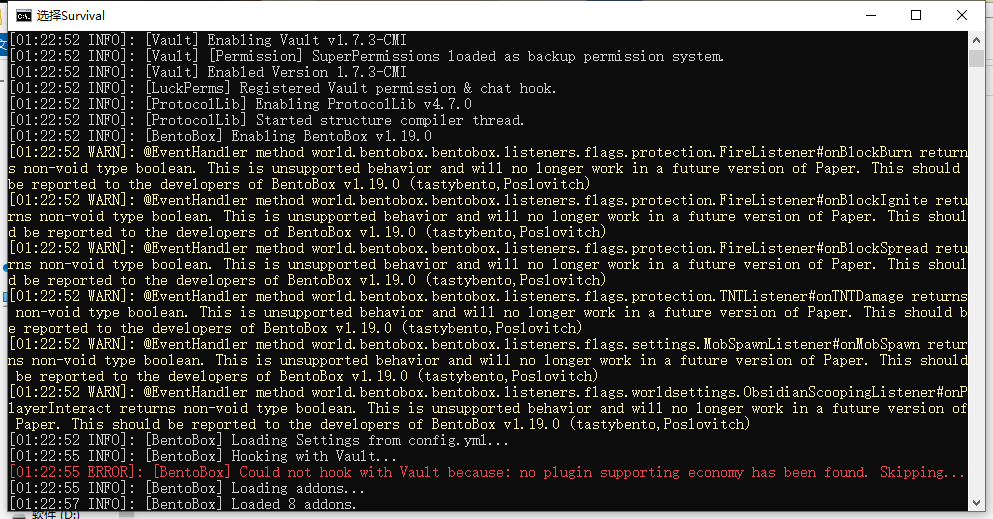 选择Survival
[01:22:52 INFO]: [Vault] Enabling Vault v1.7.3-CMI
[01:22:52 INFO]: [Vault] [Permission] SuperPermissions loaded as backup permission system.
[01:22:52 INFO]: [Vault] Enabled Version 1.7.3-CMI
[01:22:52 INFO]: [LuckPerms] Registered Vault permission & chat hook.
[01:22:52 INFO]: [ProtocolLib] Enabling ProtocolLib v4.7.0
[01:22:52 INFO]: [ProtocolLib] Started structure compiler thread.
[01:22:52 INFO]: [BentoBox] Enabling BentoBox v1.19.0
[01:22:52 WARN]: @EventHandler method world.bentobox.bentobox.listeners.flags.protection.FireListener#onBlockBurn return
s non-void type boolean. This is unsupported behavior and will no longer work in a future version of Paper. This should
be reported to the developers of BentoBox v1.19.0 (tastybento,Poslovitch)
[01:22:52 WARN]: @EventHandler method world.bentobox.bentobox.listeners.flags.protection.FireListener#onBlockIgnite retu
rns non-void type boolean. This is unsupported behavior and will no longer work in a future version of Paper. This shoul
d be reported to the developers of BentoBox v1.19.0 (tastybento,Poslovitch)
[01:22:52 WARN]: @EventHandler method world.bentobox.bentobox.listeners.flags.protection.FireListener#onBlockSpread retu
rns non-void type boolean. This is unsupported behavior and will no longer work in a future version of Paper. This shoul
d be reported to the developers of BentoBox v1.19.0 (tastybento,Poslovitch)
[01:22:52 WARN]: @EventHandler method world.bentobox.bentobox.listeners.flags.protection.TNTListener#onTNTDamage returns
non-void type boolean. This is unsupported behavior and will no longer work in a future version of Paper. This should b
e reported to the developers of BentoBox v1.19.0 (tastybento,Poslovitch)
[01:22:52 WARN]: @EventHandler method world.bentobox.bentobox.listeners.flags.settings.MobSpawnListener#onMobSpawn retur
ns non-void type boolean. This is unsupported behavior and will no longer work in a future version of Paper. This should
be reported to the developers of BentoBox v1.19.0 (tastybento,Poslovitch)
[01:22:52 WARN]: @EventHandler method world.bentobox.bentobox.listeners.flags.worldsettings.ObsidianScoopingListener#onP
layerInteract returns non-void type boolean. This is unsupported behavior and will no longer work in a future version of
Paper. This should be reported to the developers of BentoBox v1.19.0 (tastybento,Poslovitch)
[01:22:52 INFO]: [BentoBox] Loading Settings from config.yml...
[01:22:55 INFO]: [BentoBox] Hooking with Vault...
[01:22:55 ERROR]: [BentoBox] Could not hook with Vault because: no plugin supporting economy has been found. Skipping...
[01:22:55 INFO]: [BentoBox] Loading addons...
[01:22:57 INFO]: [BentoBox] Loaded 8 addons.
软件 (D:)